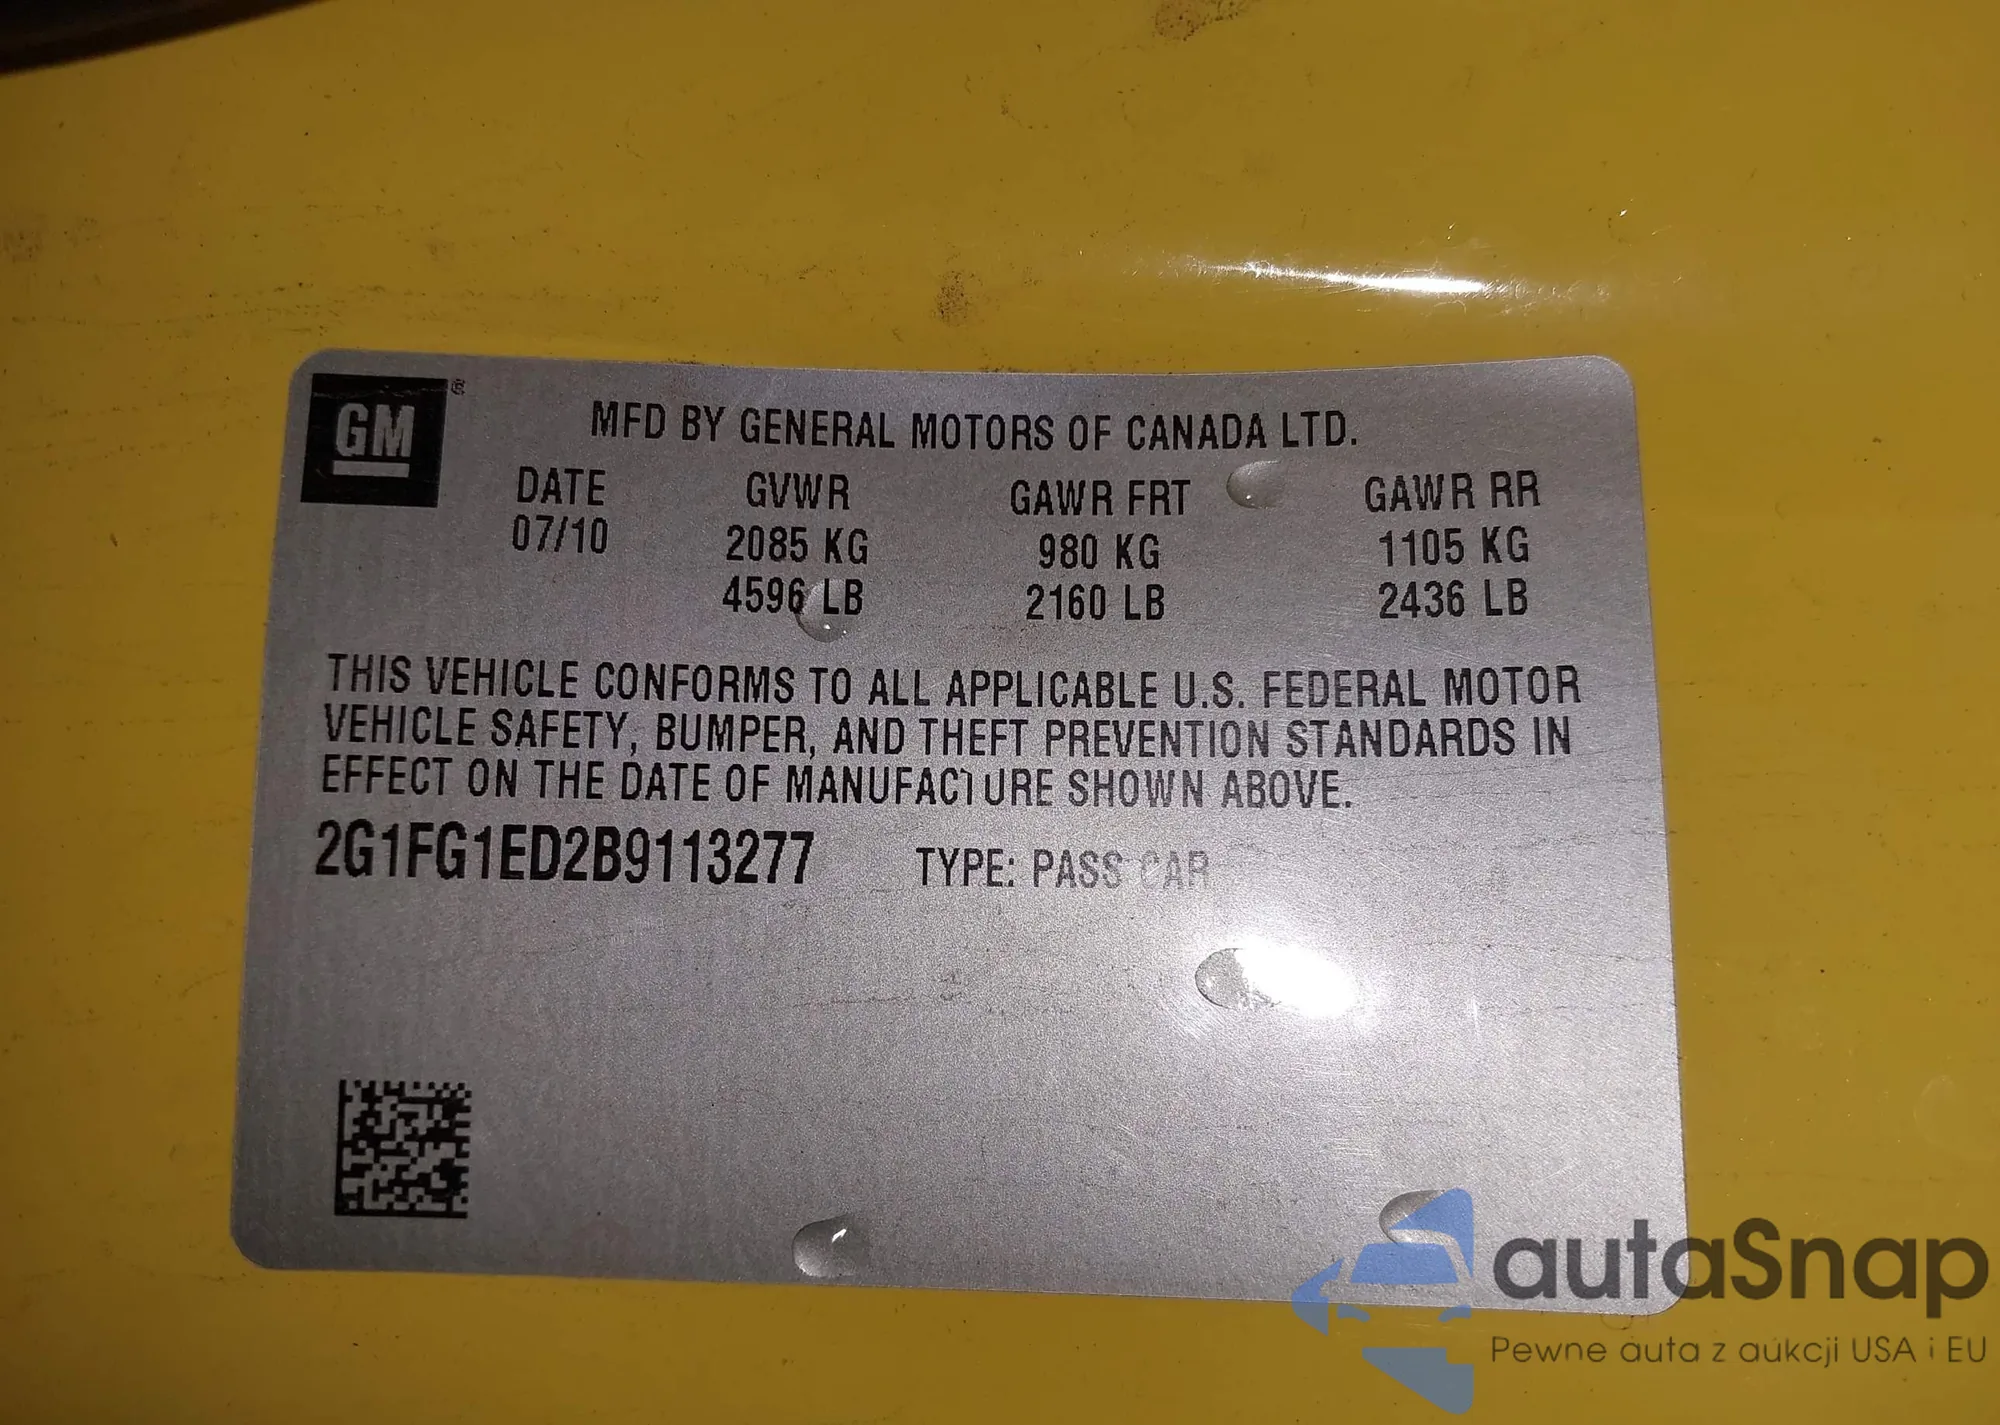 GM
®
MFD BY GENERAL MOTORS OF CANADA LTD.
DATE GVWR GAWR FRT GAWR RR
07/10 2085 KG 980 KG 1105 KG
4596 LB 2160 LB 2436 LB
THIS VEHICLE CONFORMS TO ALL APPLICABLE U.S. FEDERAL MOTOR
VEHICLE SAFETY, BUMPER, AND THEFT PREVENTION STANDARDS IN
EFFECT ON THE DATE OF MANUFACTURE SHOWN ABOVE.
2G1FG1ED2B9113277 TYPE: PASS CAR
autaSnap
Pewne auta z aukcji USA i EU